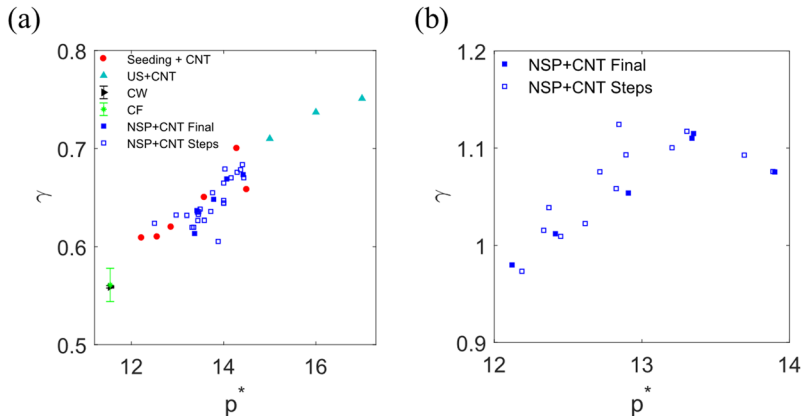 (a)
0.8
0.7
0.6
0.5
γ
12
14
16
p*
Seeding + CNT
US+CNT
CW
CF
NSP+CNT Final
NSP+CNT Steps
(b)
1.2
1.1
1
0.9
γ
12
13
14
p*
NSP+CNT Final
NSP+CNT Steps